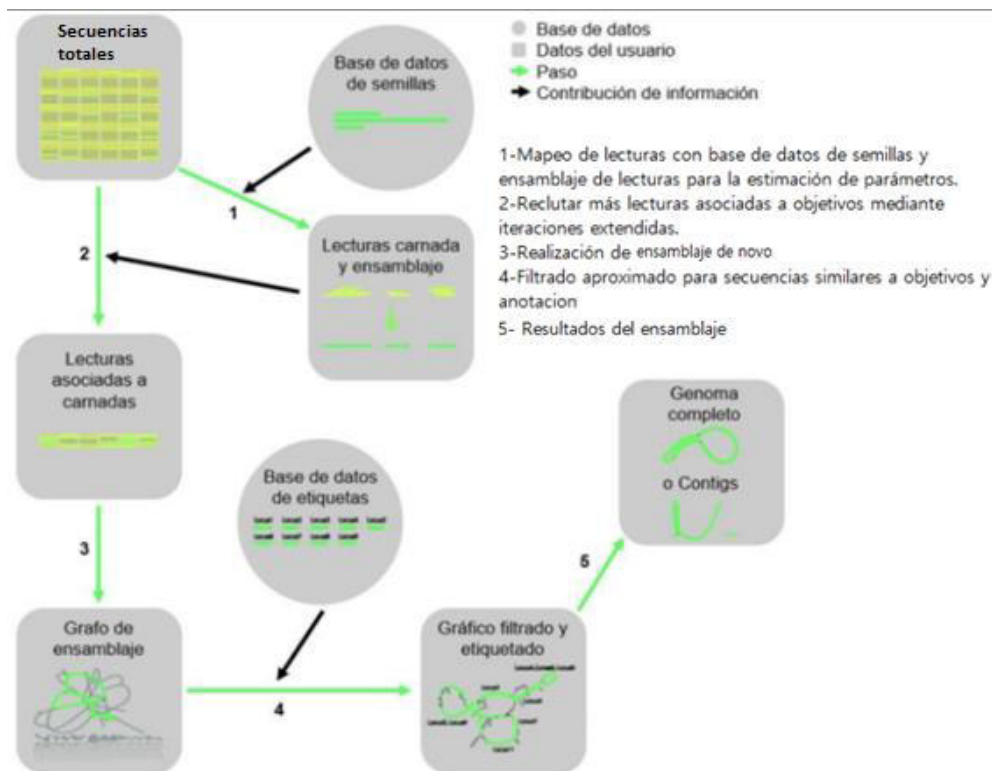 Secuencias
totales
Base de datos
de semillas
Base de datos
Datos del usuario
Paso
Contribución de información
1-Mapeo de lecturas con base de datos de semillas y
ensamblaje de lecturas para la estimación de parámetros.
2-Reclutar más lecturas asociadas a objetivos mediante
iteraciones extendidas.
3-Realización de ensamblaje de novo
4-Filtrado aproximado para secuencias similares a objetivos y
anotacion
5- Resultados del ensamblaje
1
2
Lecturas carnada
y ensamblaje
Lecturas
asociadas a
carnadas
Genoma
completo
o Contigs
Base de datos
de etiquetas
3
5
Grafo de
ensamblaje
4
Gráfico filtrado y
etiquetado